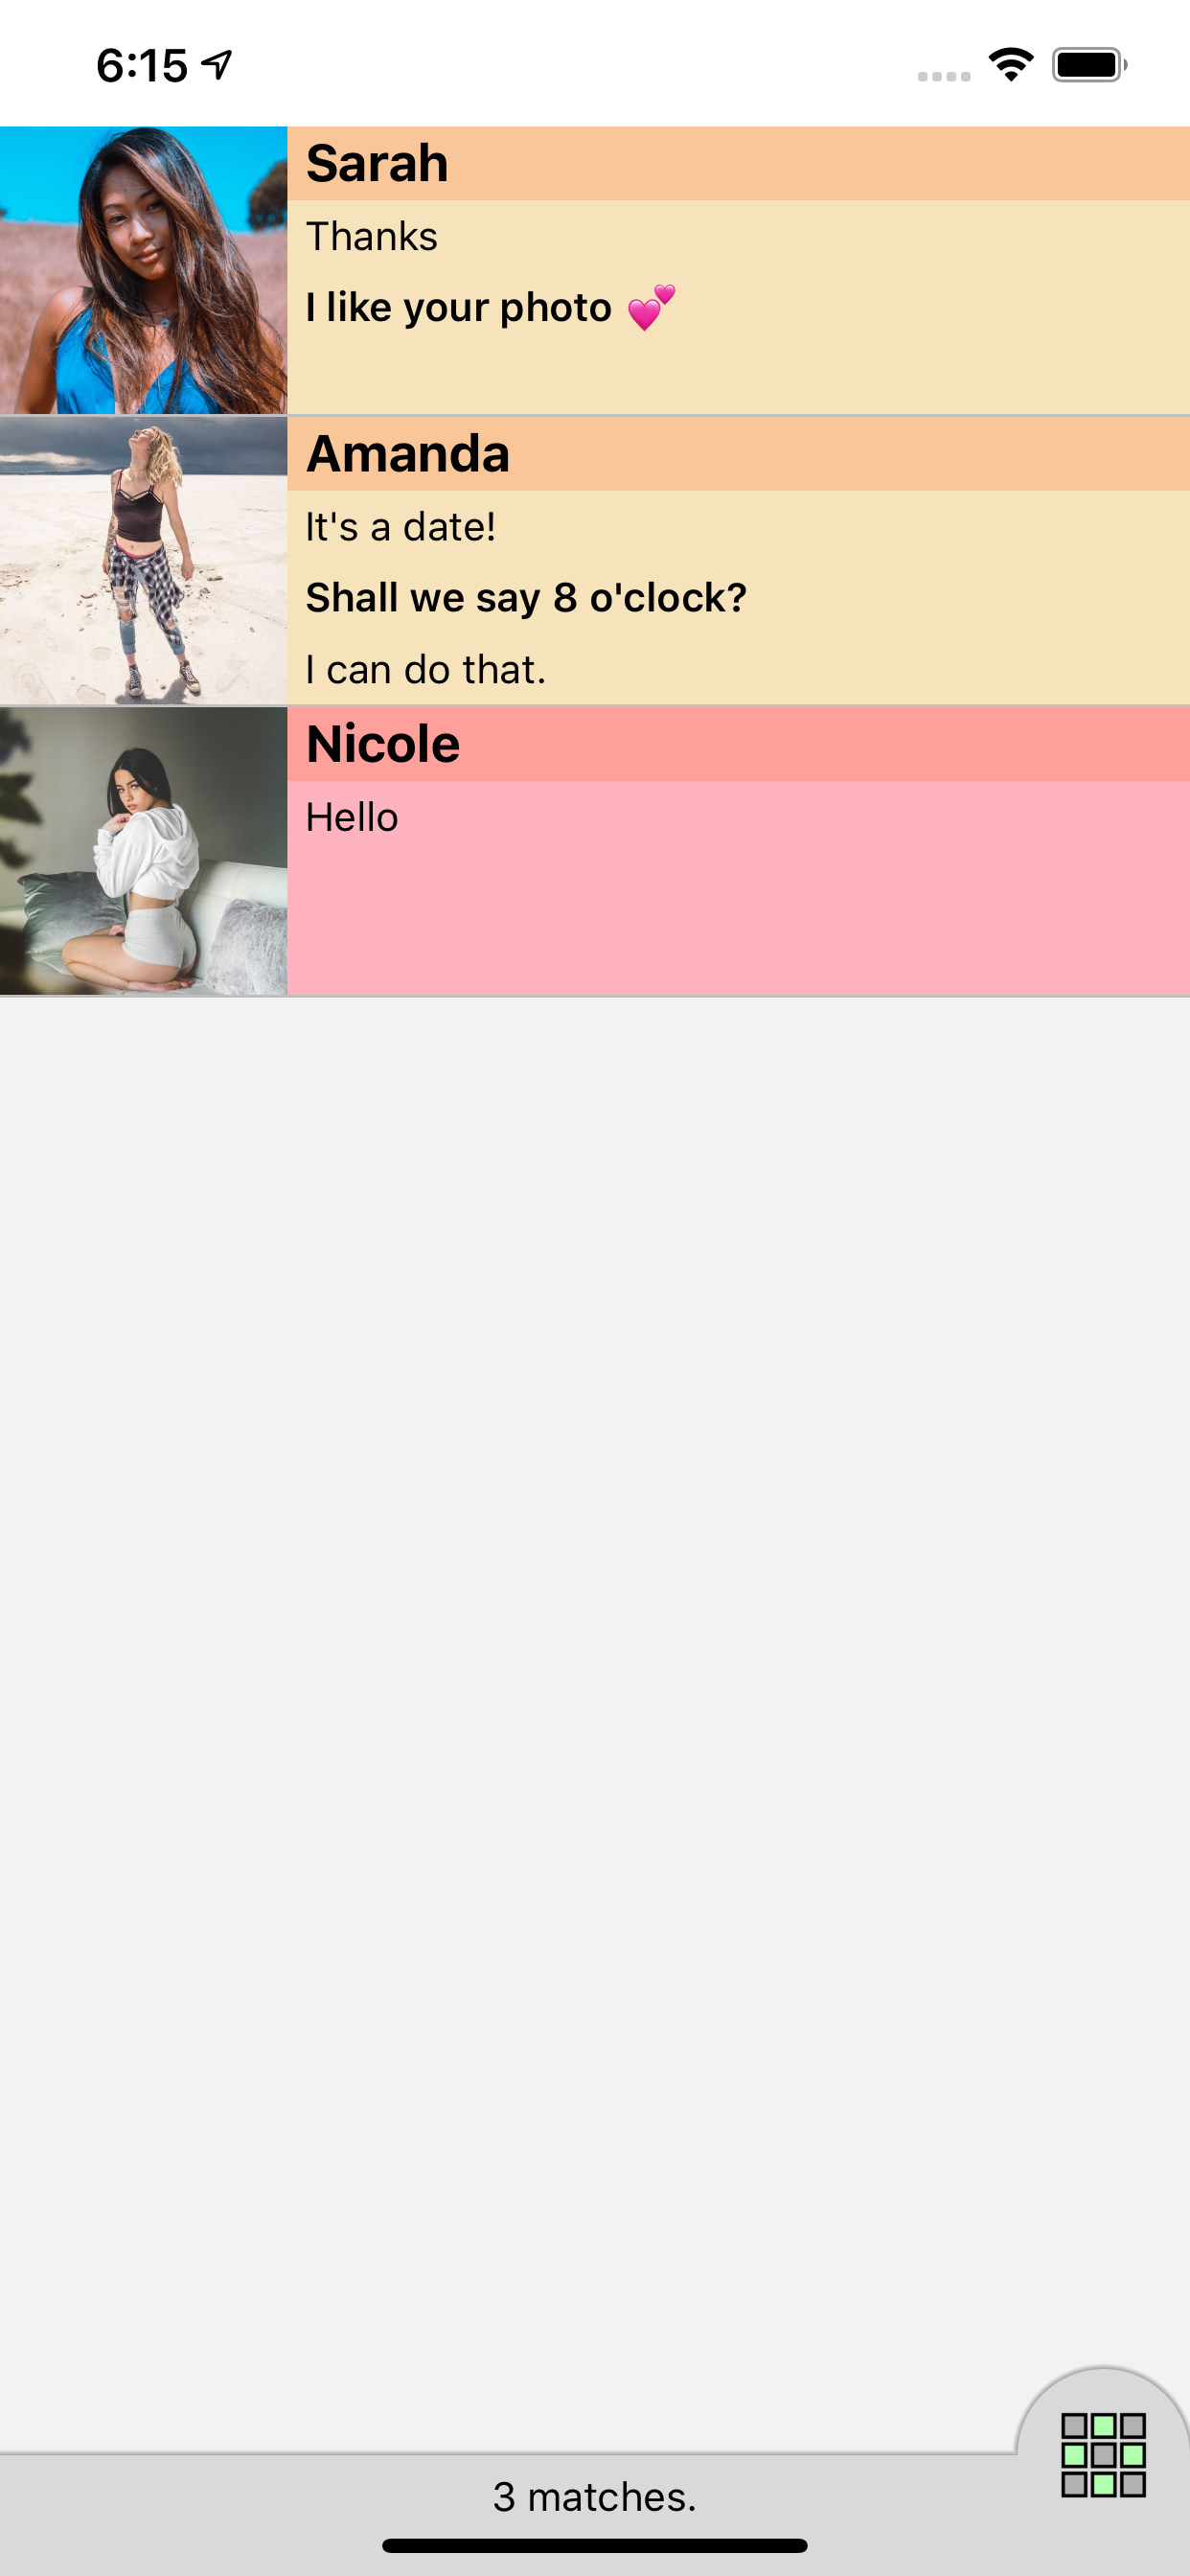 6:15
Sarah
Thanks
I like your photo 💕
Amanda
It's a date!
Shall we say 8 o'clock?
I can do that.
Nicole
Hello
3 matches.